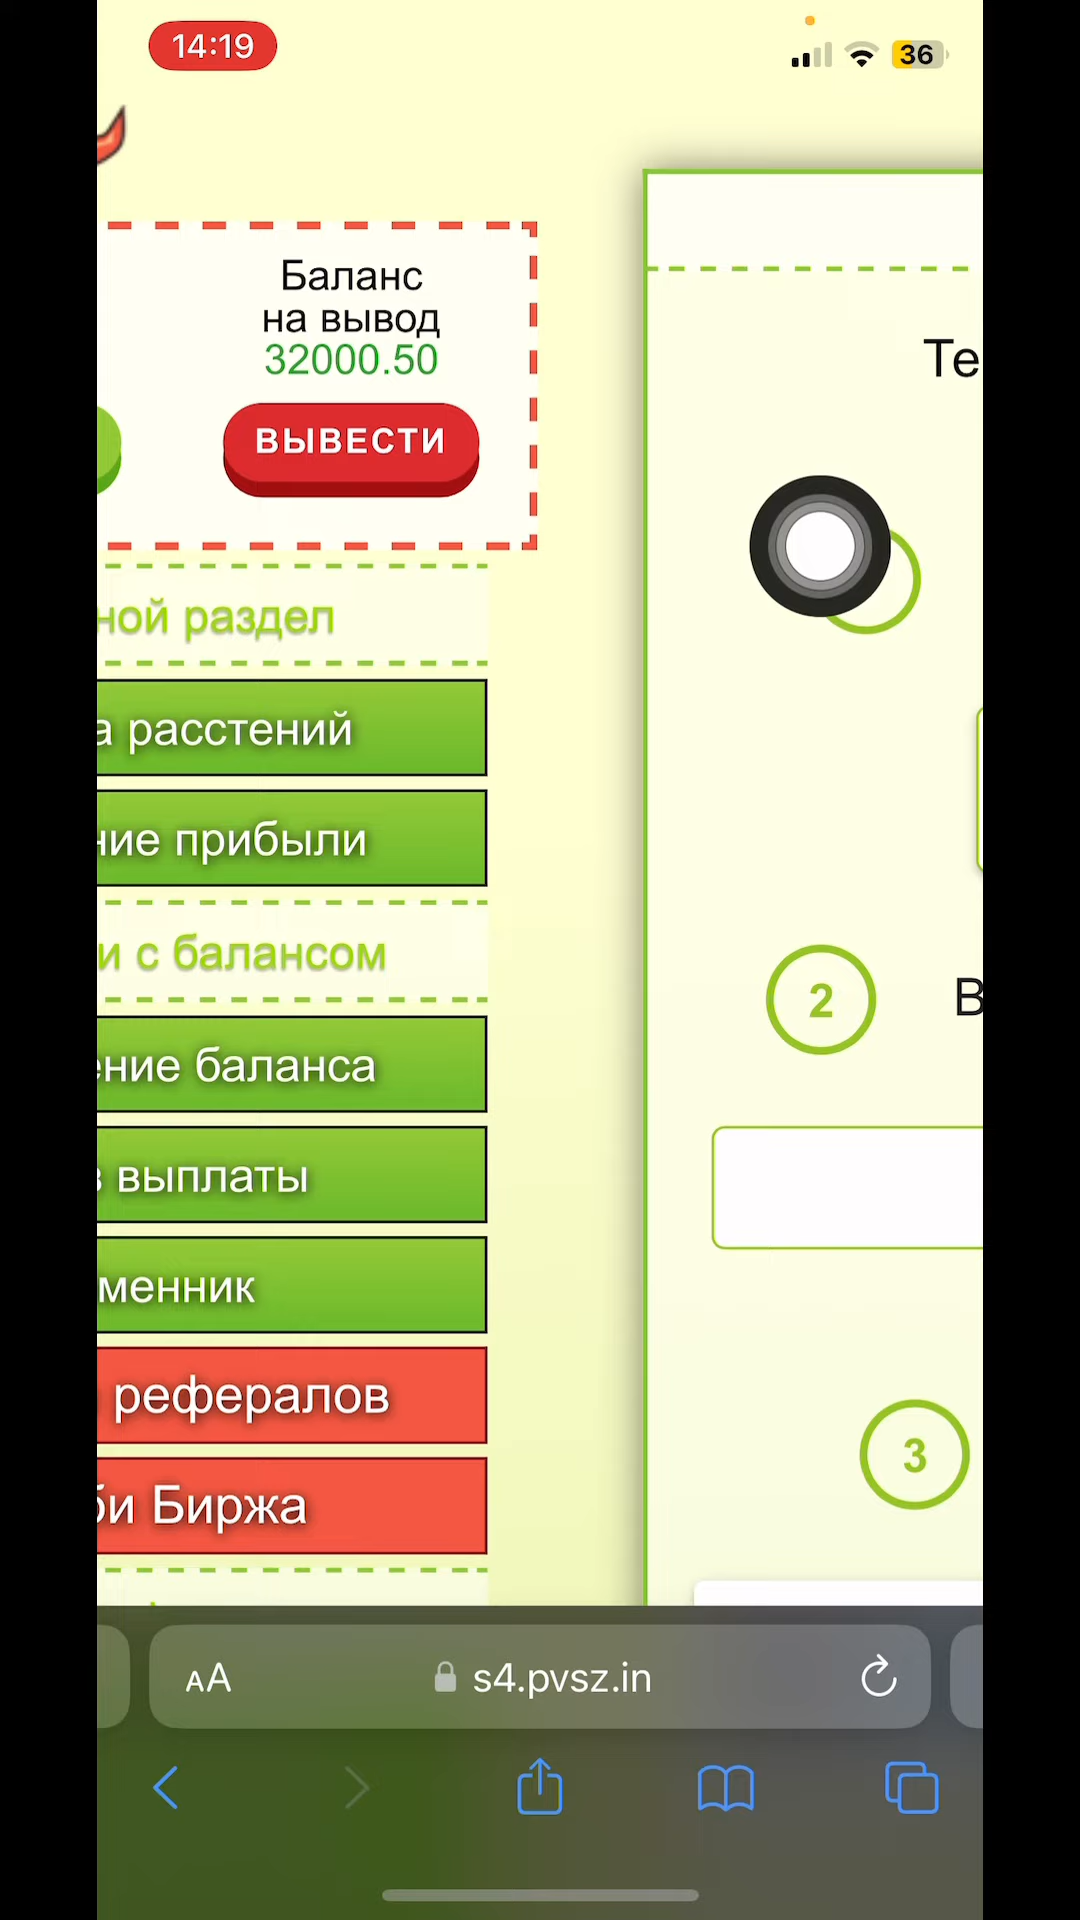 14:19
36
Баланс
на вывод
32000.50
ВЫВЕСТИ
ной раздел
а расстений
ние прибыли
и с балансом
ение баланса
з выплаты
менник
рефералов
би Биржа
Те
2
В
3
AA
s4.pvsz.in